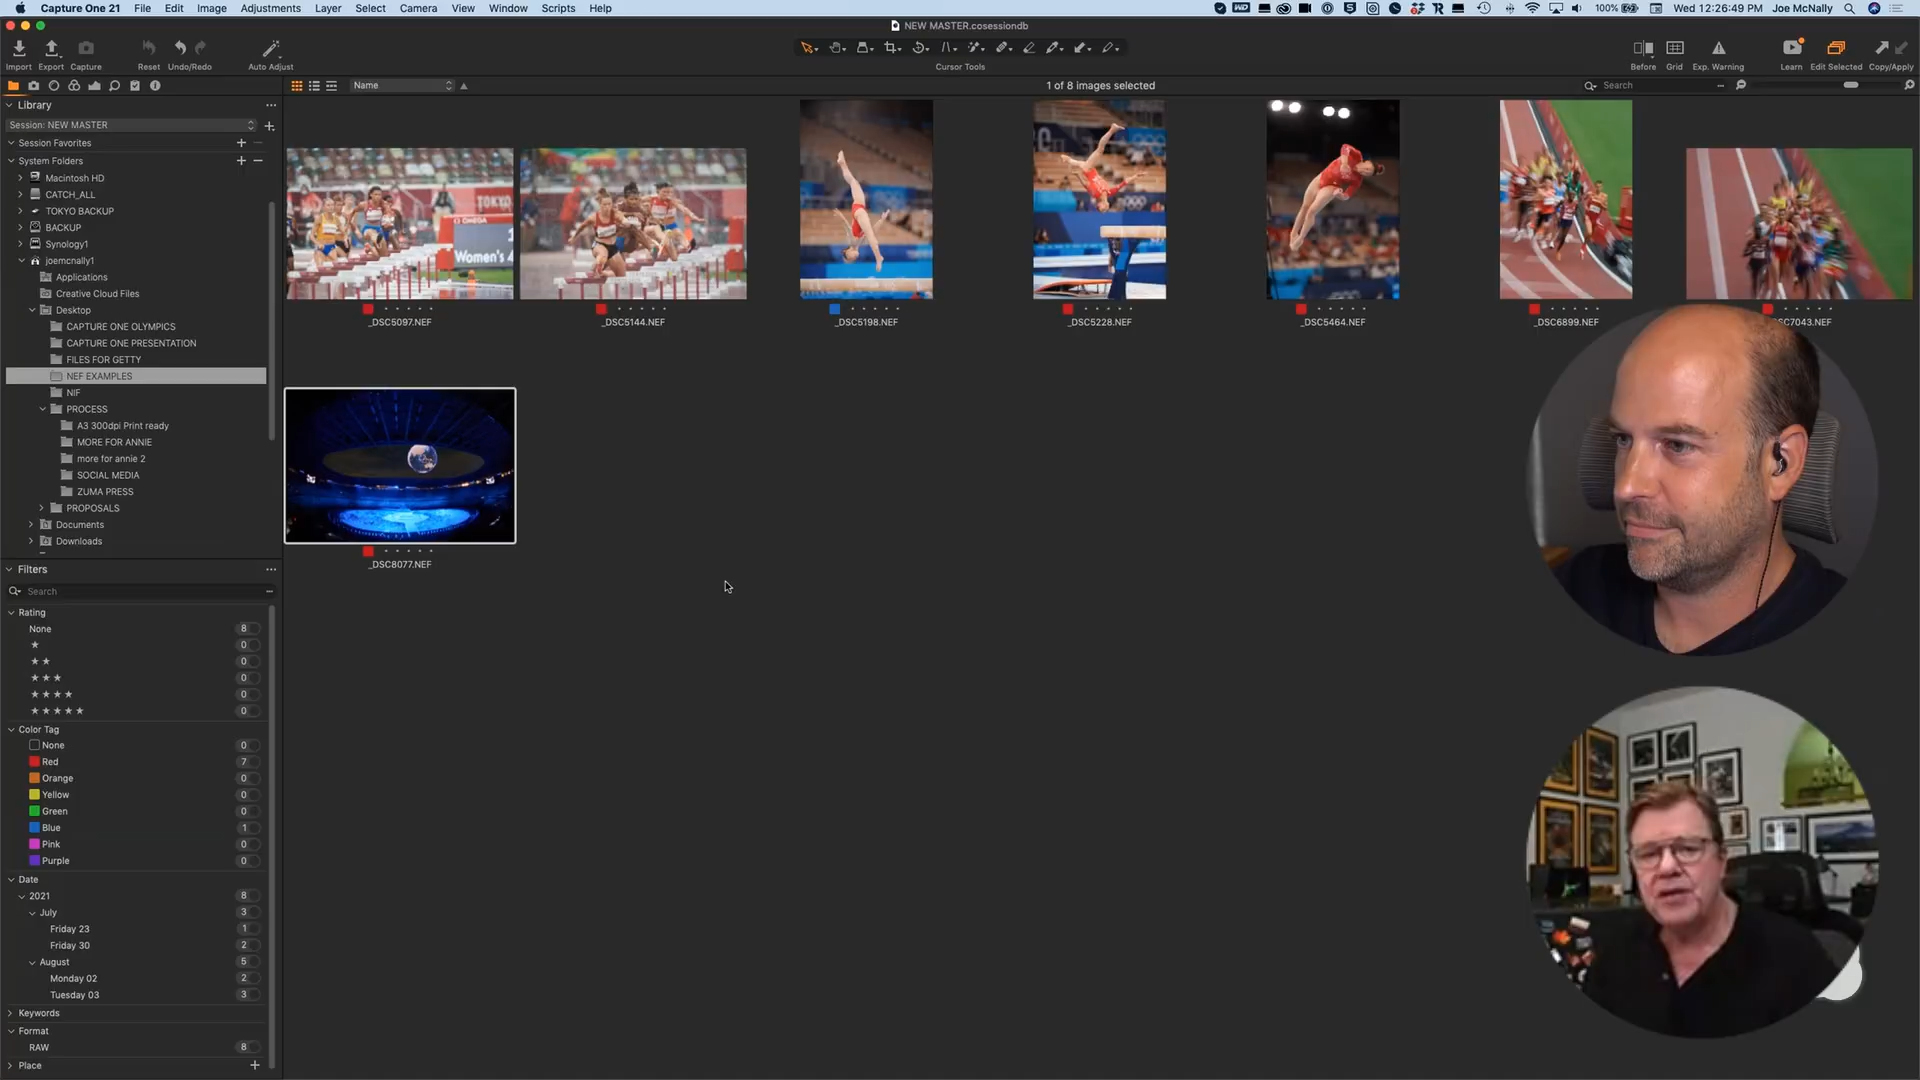 Capture One 21 File Edit Image Adjustments Layer Select Camera View Window Scripts Help
100% Wed 12:26:49 PM Joe McNally
NEW MASTER.cosessiondb
Import Export Capture Reset Undo/Redo Auto Adjust Cursor Tools Before Grid Exp. Warning Learn Edit Selected Copy/Apply
Name
1 of 8 images selected
Search
Library
Session: NEW MASTER
Session Favorites
System Folders
Macintosh HD
CATCH_ALL
TOKYO BACKUP
BACKUP
Synology1
joemcnally1
Applications
Creative Cloud Files
Desktop
CAPTURE ONE OLYMPICS
CAPTURE ONE PRESENTATION
FILES FOR GETTY
NEF EXAMPLES
NIF
PROCESS
A3 300dpi Print ready
MORE FOR ANNIE
more for annie 2
SOCIAL MEDIA
ZUMA PRESS
PROPOSALS
Documents
Downloads
TOKYO
OMEGA
Women's 4
_DSC5097.NEF
_DSC5144.NEF
_DSC5198.NEF
_DSC5228.NEF
_DSC5464.NEF
_DSC6899.NEF
C7043.NEF
_DSC8077.NEF
Filters
Search
Rating
None 8
★ 0
★★ 0
★★★ 0
★★★★ 0
★★★★★ 0
Color Tag
None 0
Red 7
Orange 0
Yellow 0
Green 0
Blue 1
Pink 0
Purple 0
Date
2021 8
July 3
Friday 23 1
Friday 30 2
August 5
Monday 02 2
Tuesday 03 3
Keywords
Format
RAW 8
Place